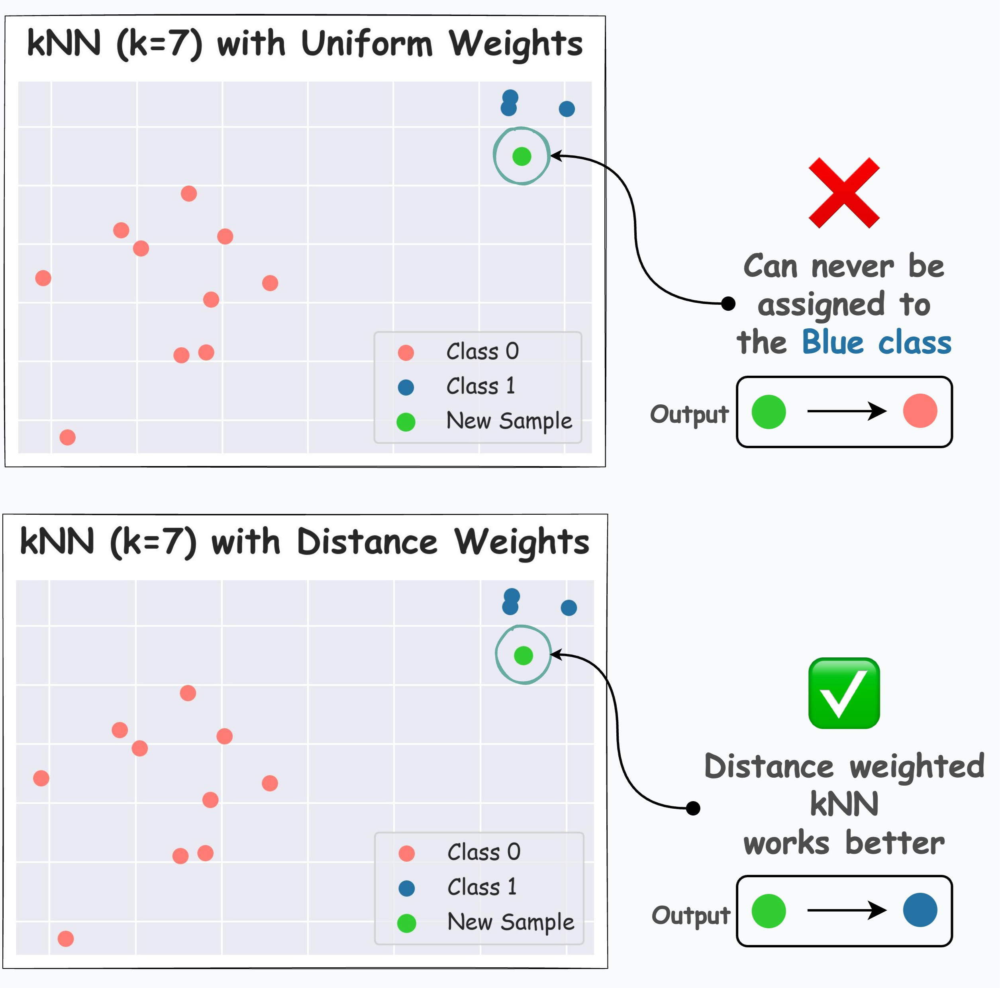 kNN (k=7) with Uniform Weights
Class 0
Class 1
New Sample
Can never be
assigned to
the Blue class
Output
kNN (k=7) with Distance Weights
Class 0
Class 1
New Sample
Distance weighted
kNN
works better
Output